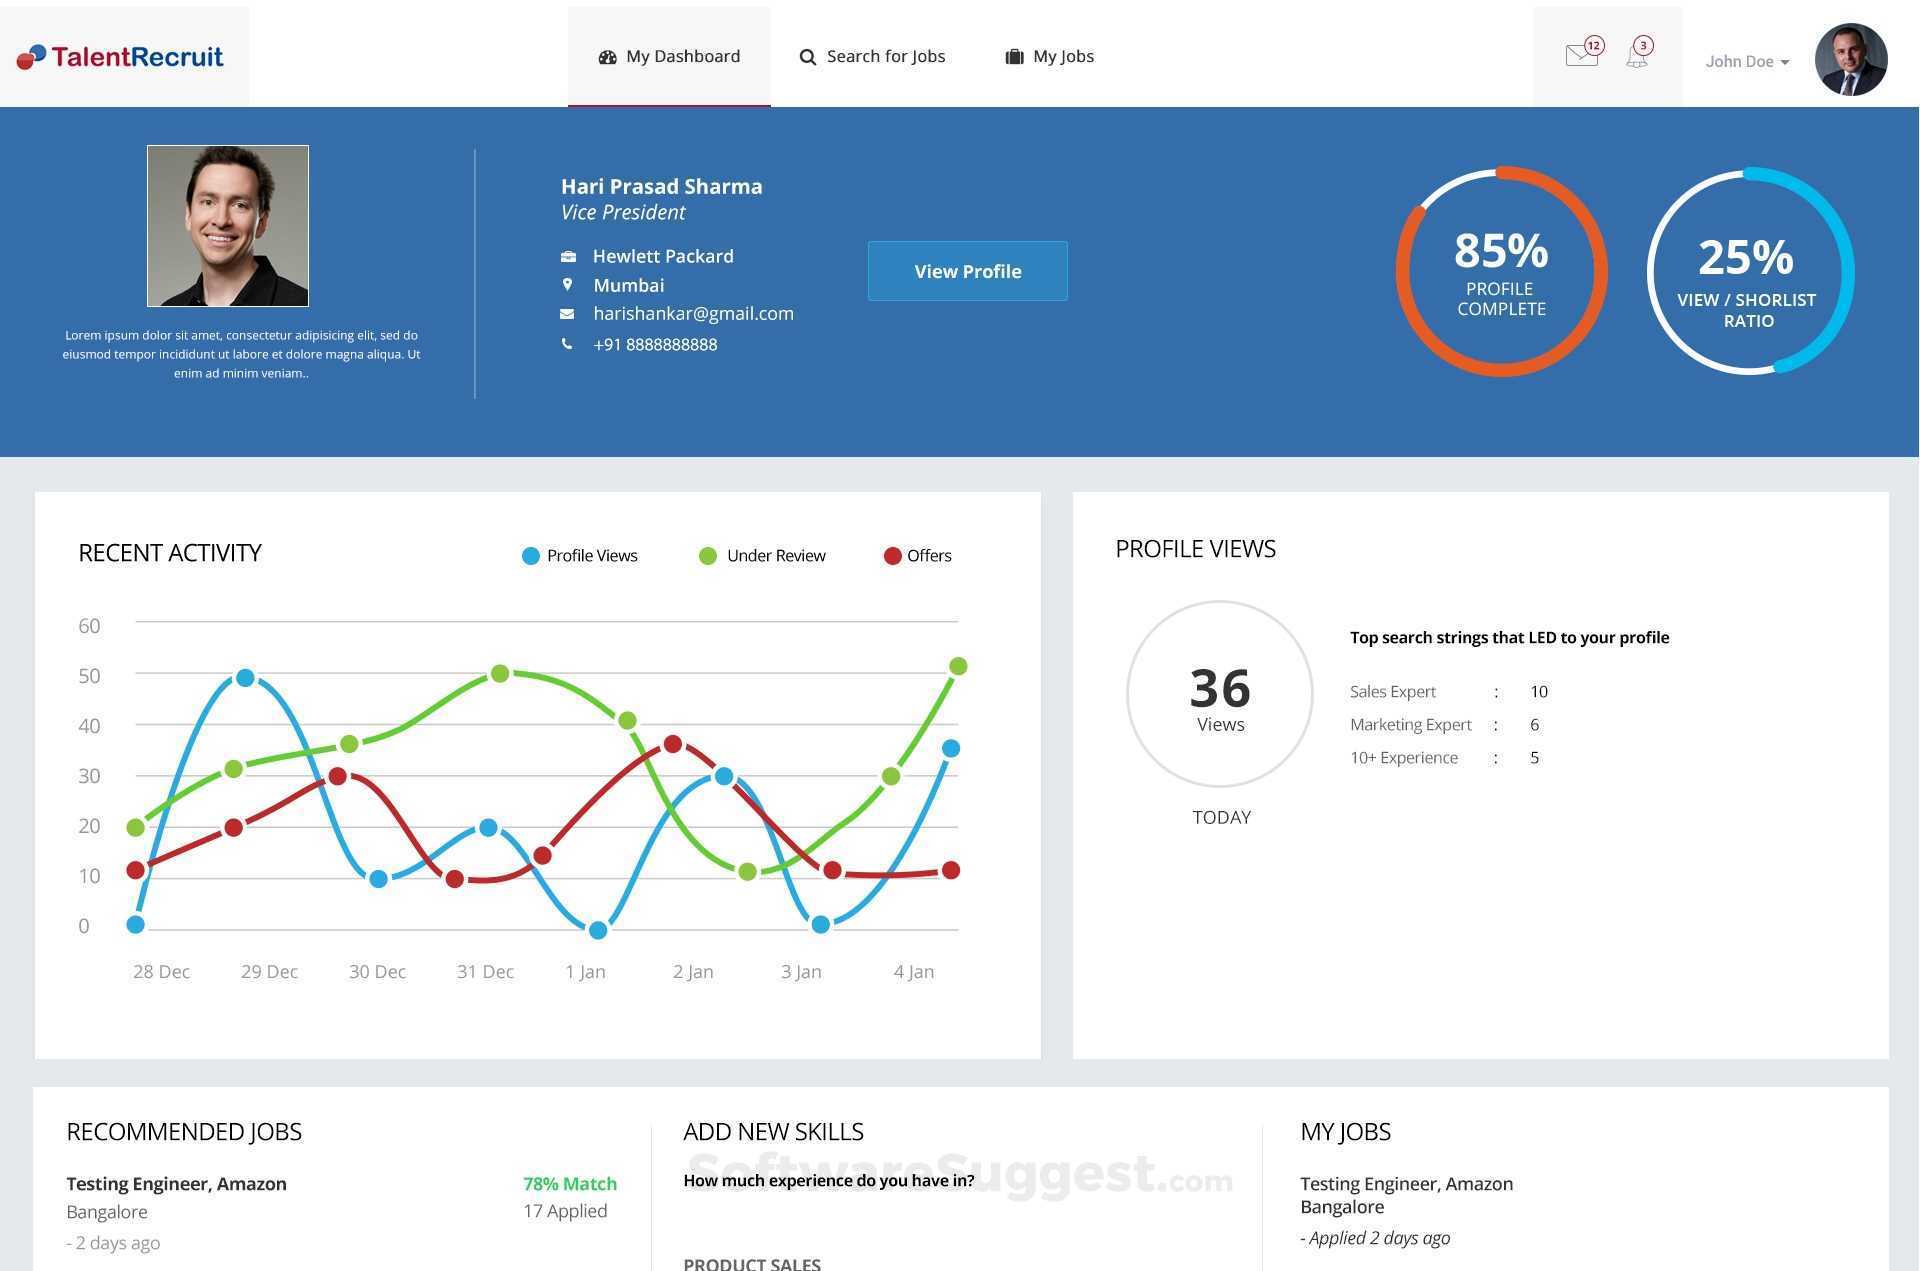 TalentRecruit
My Dashboard
Search for Jobs
My Jobs
12
3
John Doe
Lorem ipsum dolor sit amet, consectetur adipisicing elit, sed do
eiusmod tempor incididunt ut labore et dolore magna aliqua. Ut
enim ad minim veniam..
Hari Prasad Sharma
Vice President
Hewlett Packard
Mumbai
harishankar@gmail.com
+91 8888888888
View Profile
85%
PROFILE
COMPLETE
25%
VIEW / SHORLIST
RATIO
RECENT ACTIVITY
Profile Views
Under Review
Offers
60
50
40
30
20
10
0
28 Dec
29 Dec
30 Dec
31 Dec
1 Jan
2 Jan
3 Jan
4 Jan
PROFILE VIEWS
36
Views
TODAY
Top search strings that LED to your profile
Sales Expert : 10
Marketing Expert : 6
10+ Experience : 5
RECOMMENDED JOBS
Testing Engineer, Amazon
78% Match
Bangalore
17 Applied
- 2 days ago
ADD NEW SKILLS
SoftwareSuggest.com
How much experience do you have in?
PRODUCT SALES
MY JOBS
Testing Engineer, Amazon
Bangalore
- Applied 2 days ago